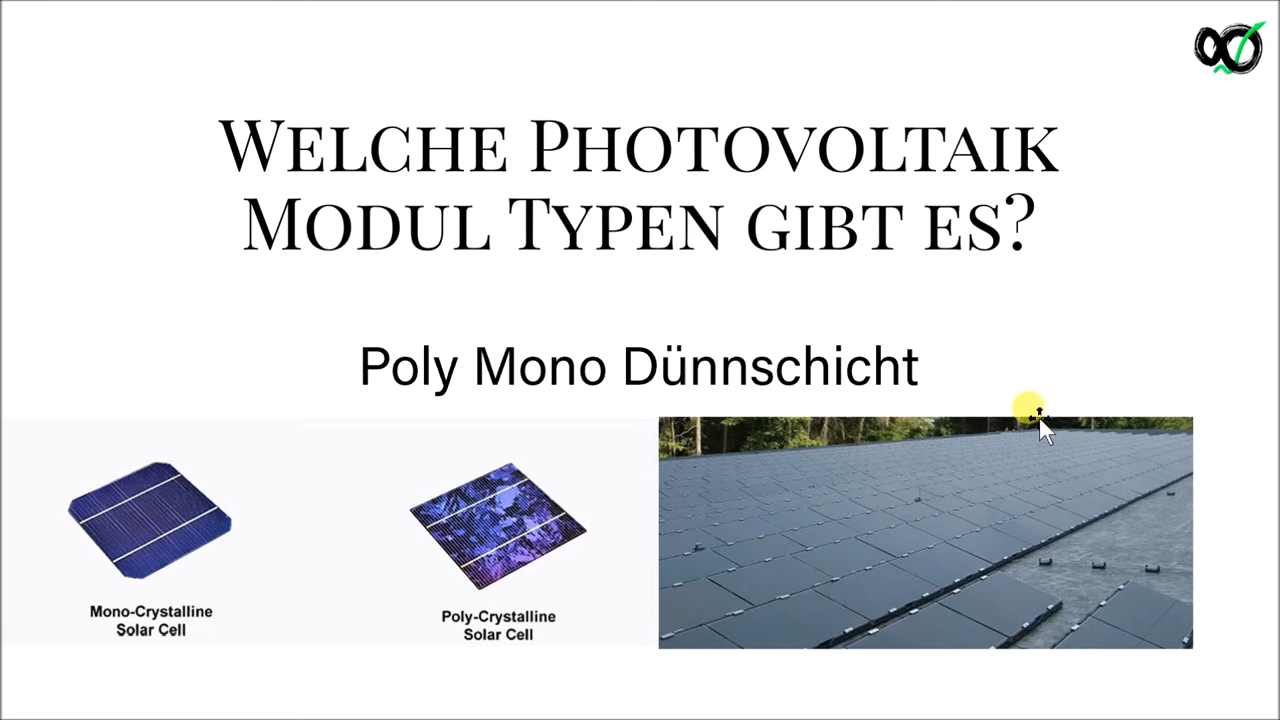 Welche Photovoltaik
Modul Typen gibt es?
Poly Mono Dünnschicht
Mono-Crystalline
Solar Cell
Poly-Crystalline
Solar Cell